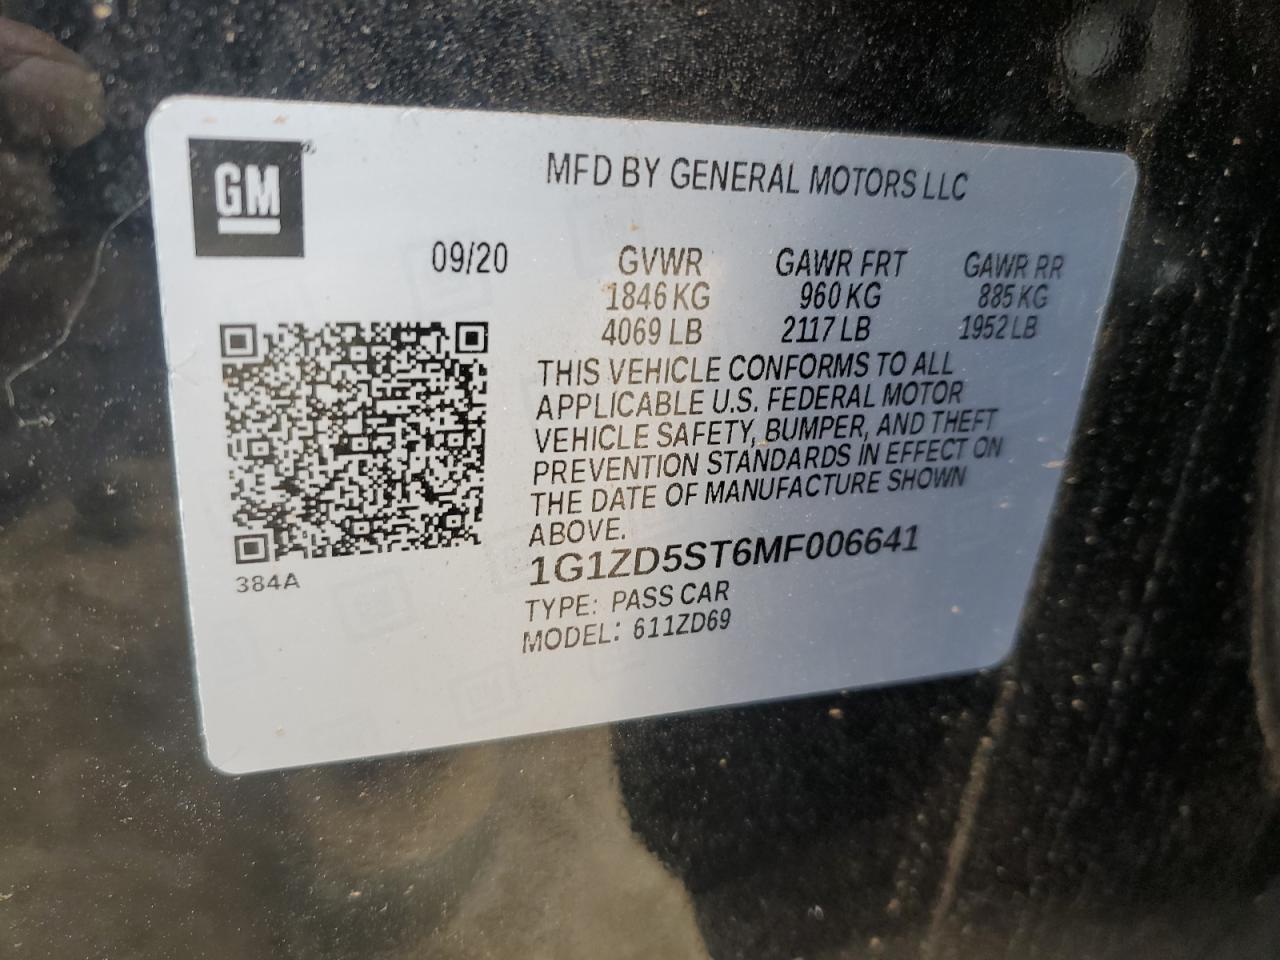 GM
MFD BY GENERAL MOTORS LLC
09/20 GVWR GAWR FRT GAWR RR
1846 KG 960 KG 885 KG
4069 LB 2117 LB 1952 LB
THIS VEHICLE CONFORMS TO ALL
APPLICABLE U.S. FEDERAL MOTOR
VEHICLE SAFETY, BUMPER, AND THEFT
PREVENTION STANDARDS IN EFFECT ON
THE DATE OF MANUFACTURE SHOWN
ABOVE.
1G1ZD5ST6MF006641
384A
TYPE: PASS CAR
MODEL: 611ZD69